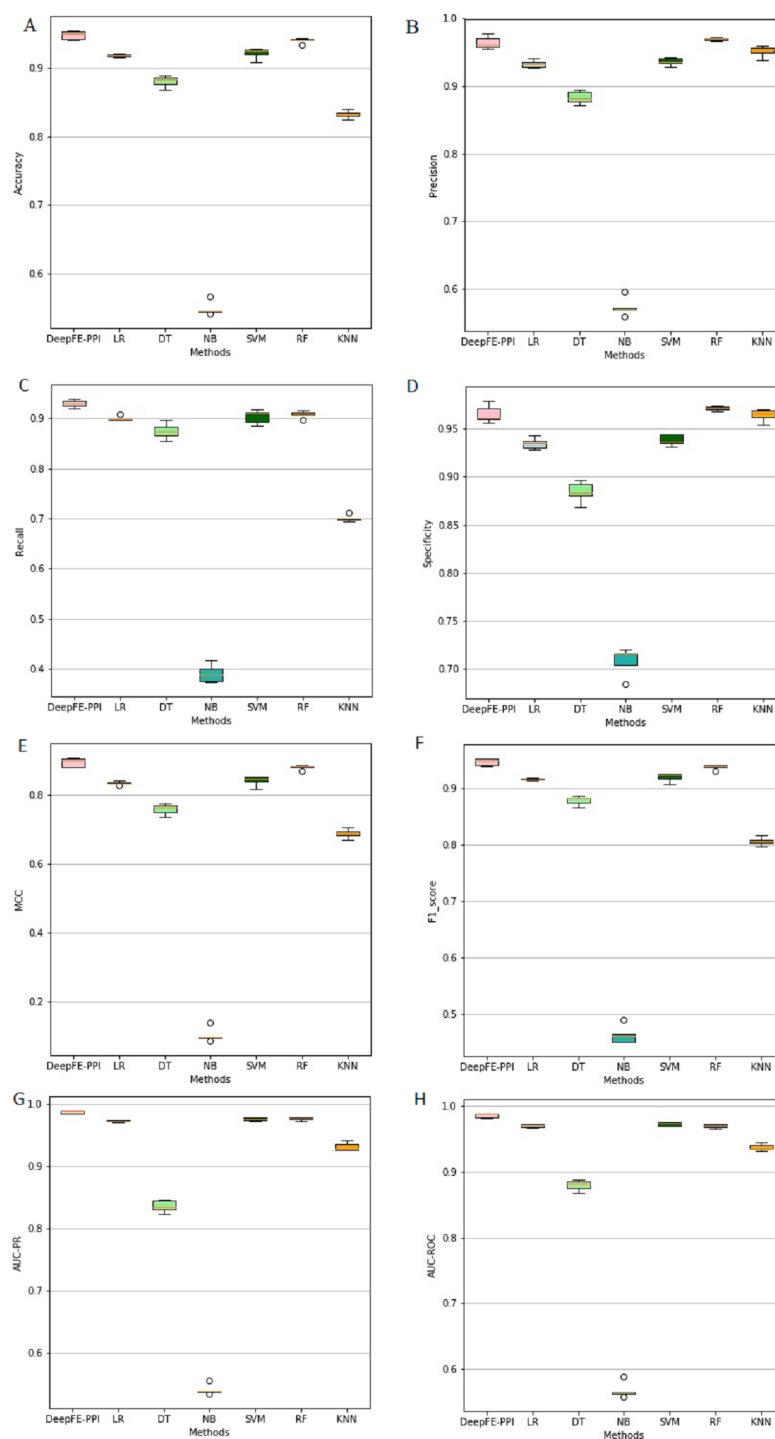 A
0.9
0.8
0.7
0.6
Accuracy
DeepFE-PPI LR DT NB SVM RF KNN
Methods
B
1.0
0.9
0.8
0.7
0.6
Precision
DeepFE-PPI LR DT NB SVM RF KNN
Methods
C
0.9
0.8
0.7
0.6
0.5
0.4
Recall
DeepFE-PPI LR DT NB SVM RF KNN
Methods
D
0.95
0.90
0.85
0.80
0.75
0.70
Specificity
DeepFE-PPI LR DT NB SVM RF KNN
Methods
E
0.8
0.6
0.4
0.2
MCC
DeepFE-PPI LR DT NB SVM RF KNN
Methods
F
0.9
0.8
0.7
0.6
0.5
F1_score
DeepFE-PPI LR DT NB SVM RF KNN
Methods
G
1.0
0.9
0.8
0.7
0.6
AUC-PR
DeepFE-PPI LR DT NB SVM RF KNN
Methods
H
1.0
0.9
0.8
0.7
0.6
AUC-ROC
DeepFE-PPI LR DT NB SVM RF KNN
Methods